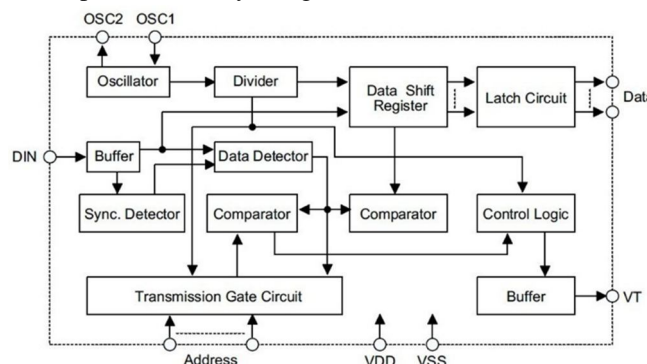 OSC2 OSC1
Oscillator
Divider
Data Shift
Register
Latch Circuit
Data
DIN
Buffer
Data Detector
Sync. Detector
Comparator
Comparator
Control Logic
Transmission Gate Circuit
Buffer
VT
Address
VDD
VSS